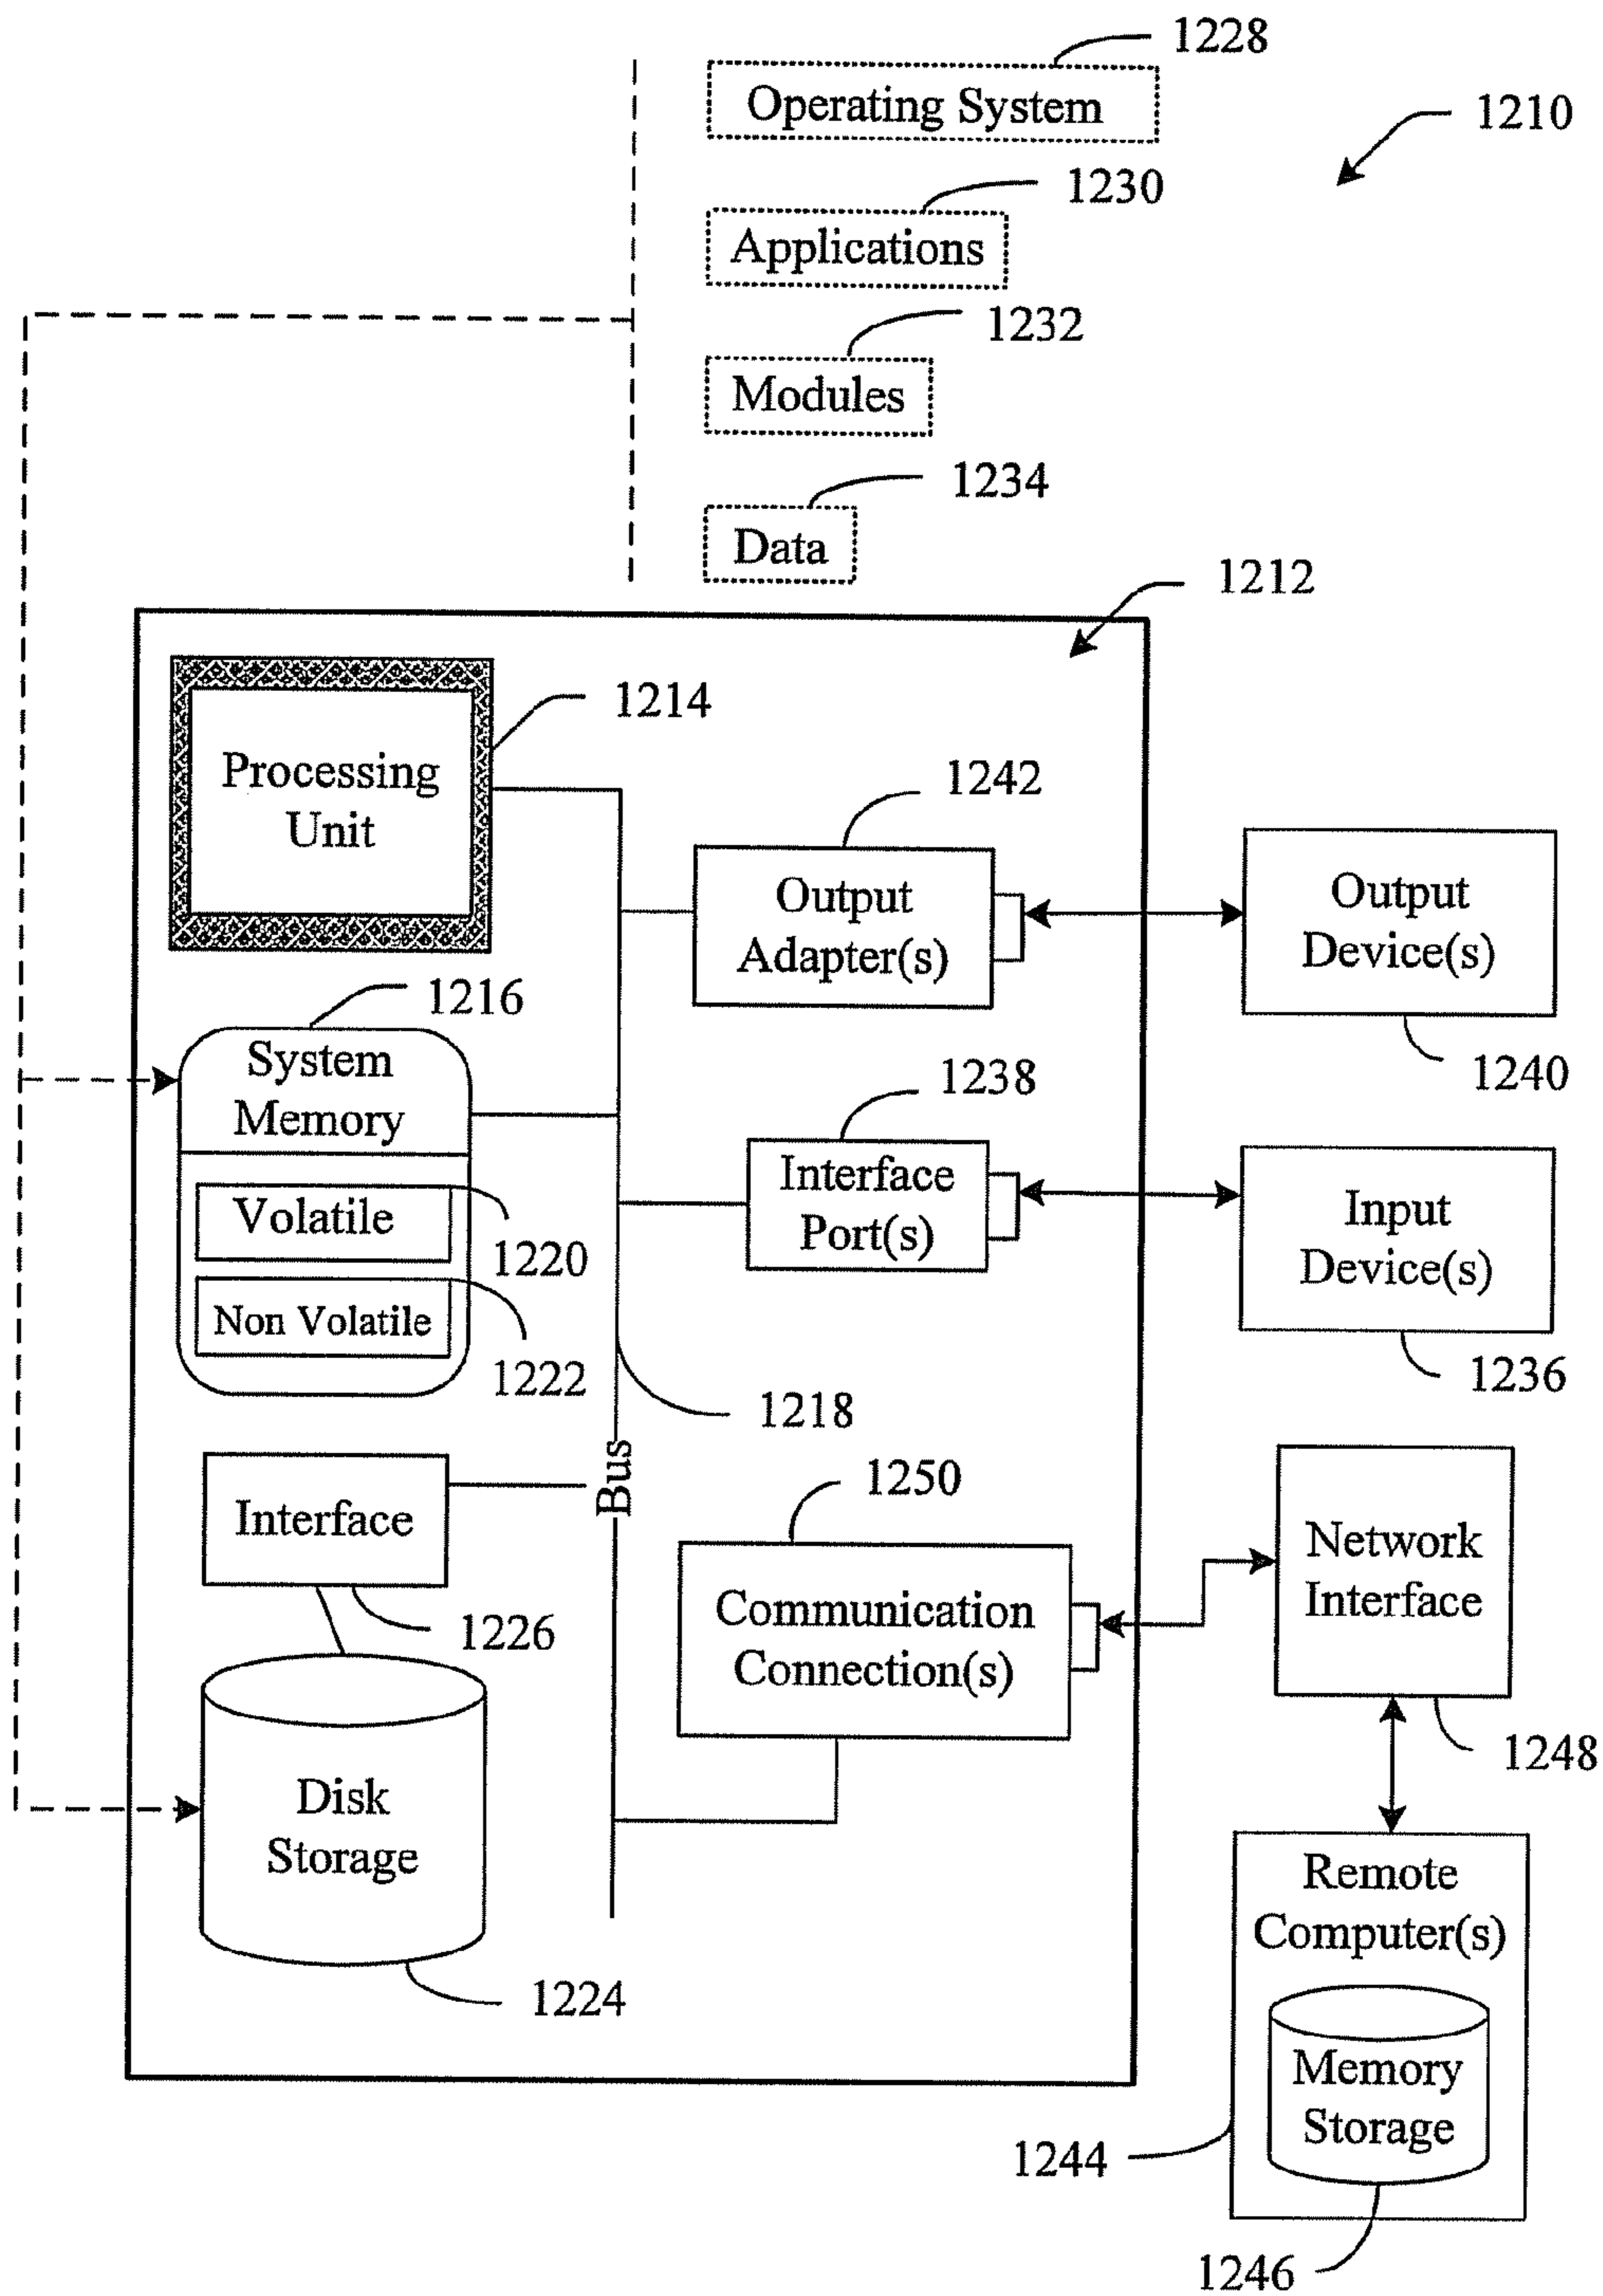 1228
Operating System
1210
1230
Applications
1232
Modules
1234
Data
1212
1214
Processing
Unit
1242
Output
Adapter(s)
Output
Device(s)
1240
1216
System
Memory
1238
Interface
Port(s)
Input
Device(s)
1236
Volatile
1220
Non Volatile
1222
1218
Bus
Interface
1226
1250
Communication
Connection(s)
Network
Interface
1248
Disk
Storage
1224
Remote
Computer(s)
Memory
Storage
1244
1246